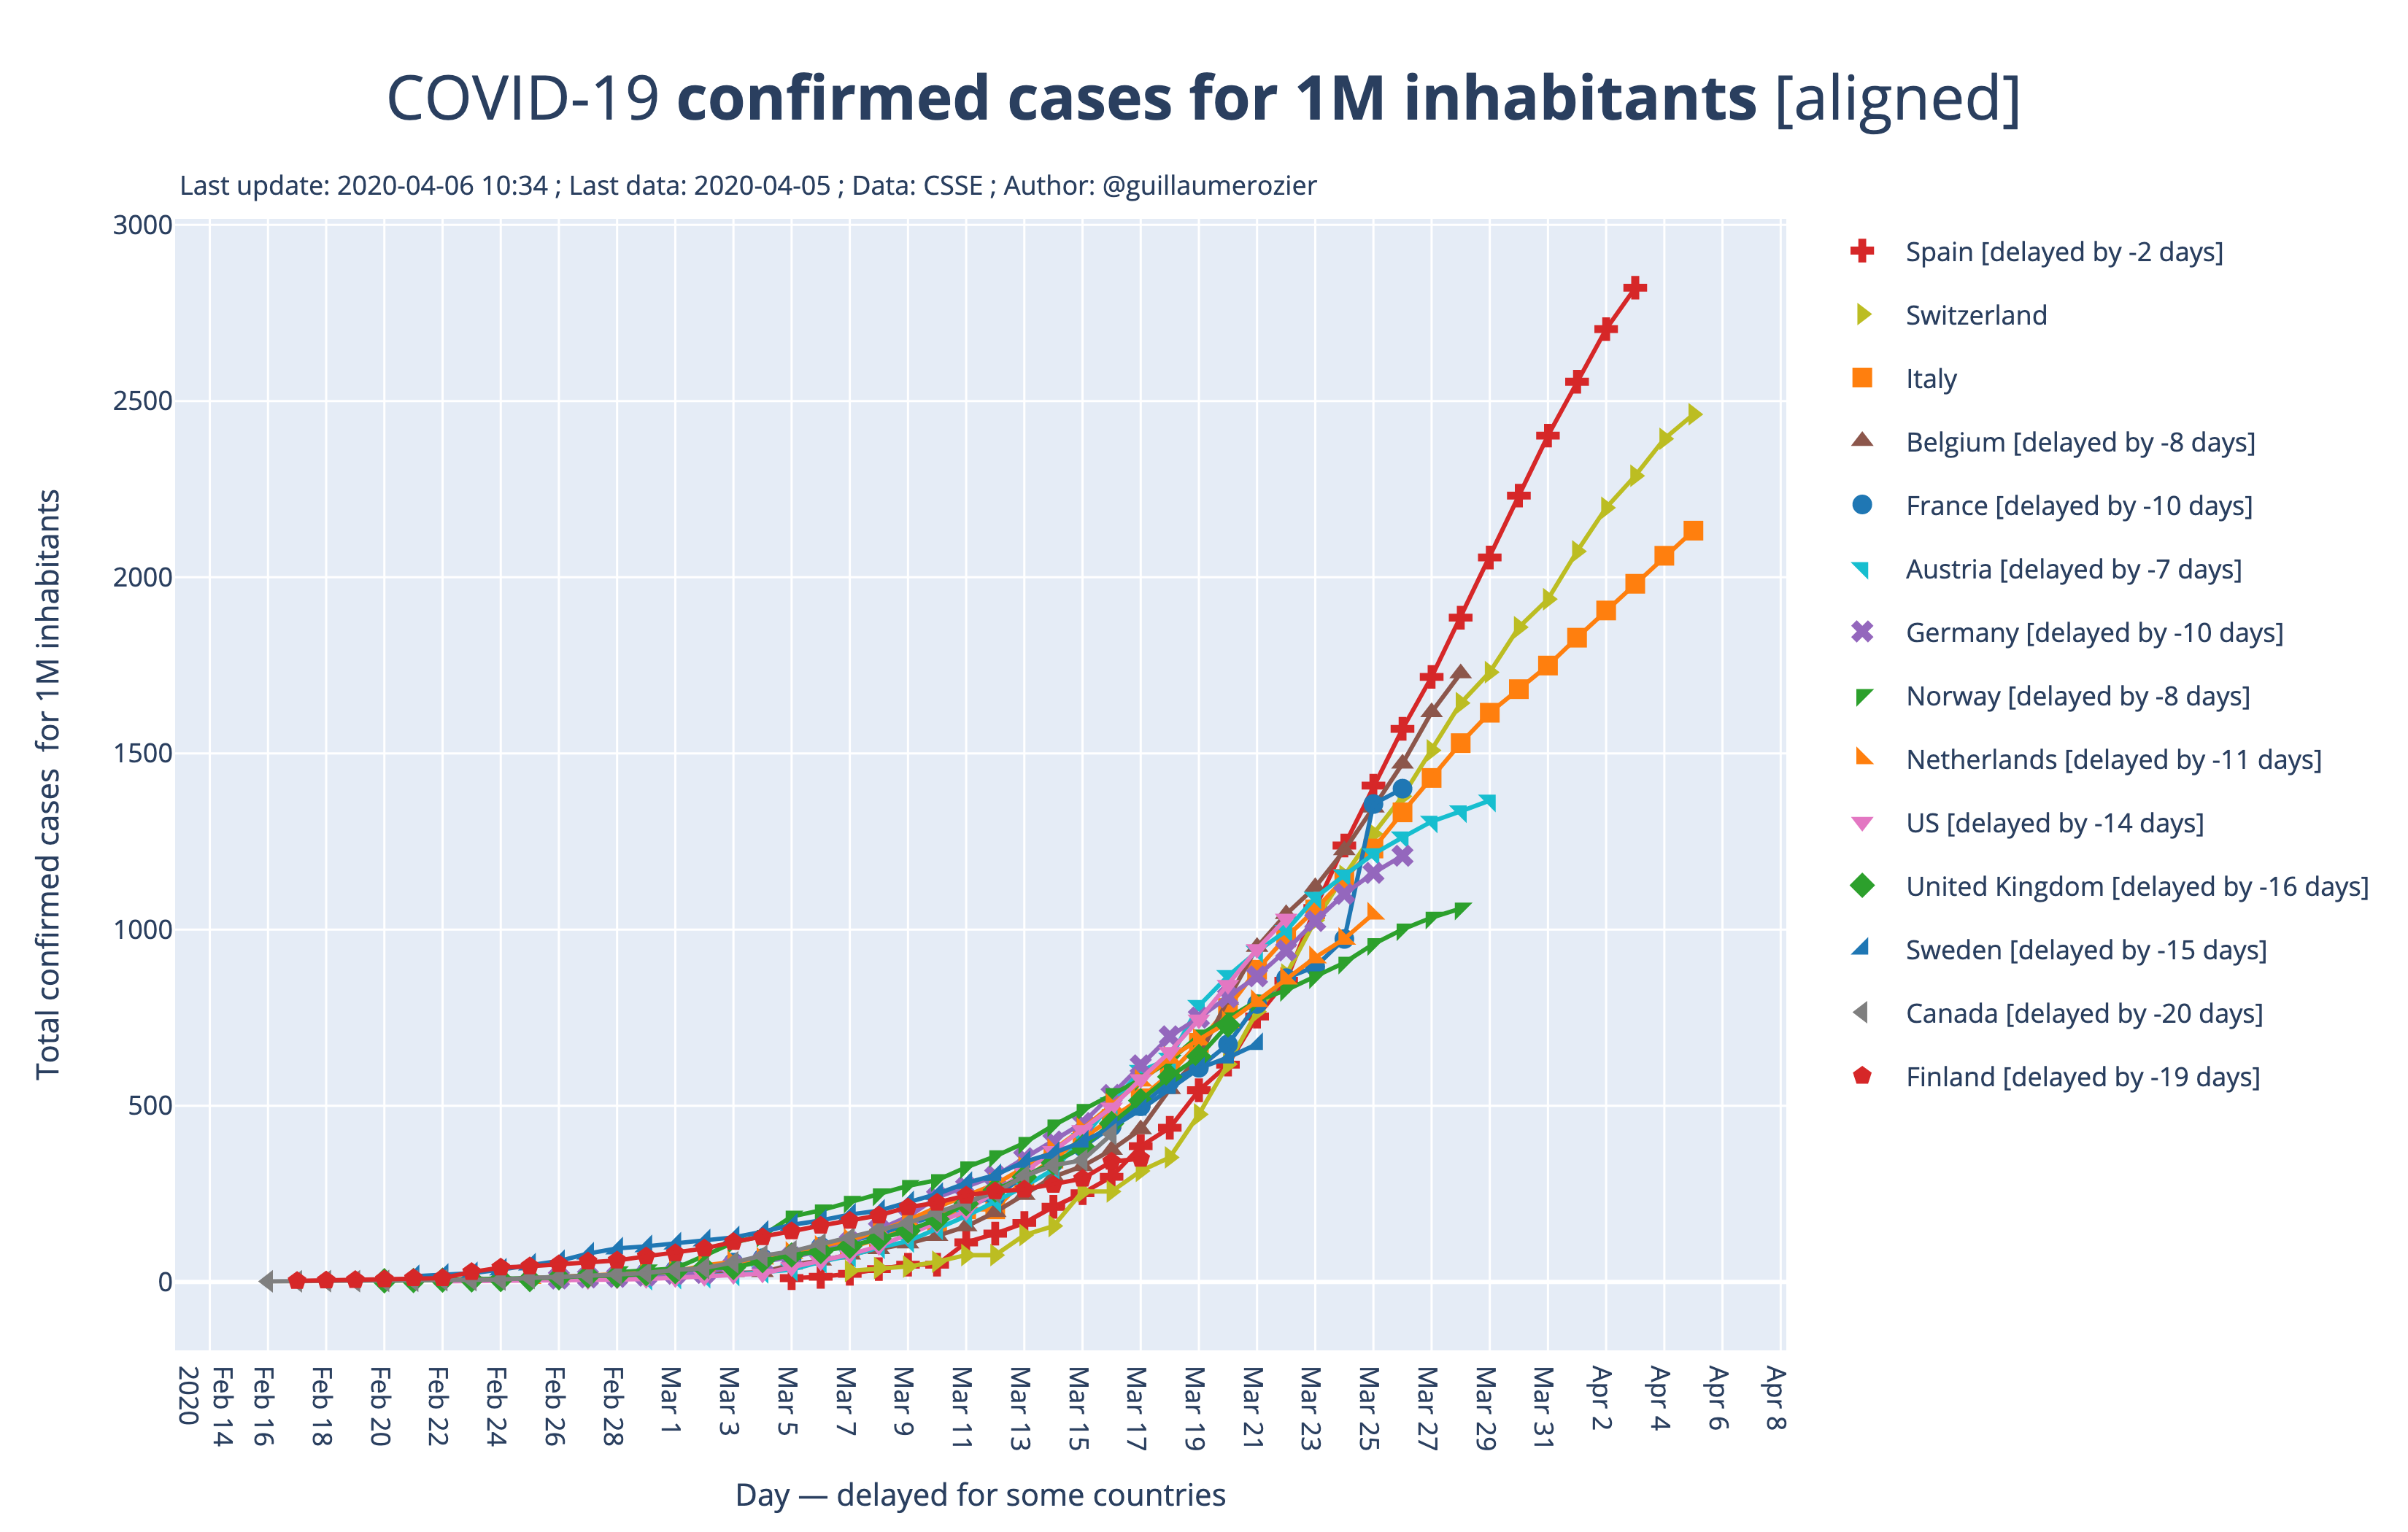 COVID-19 confirmed cases for 1M inhabitants [aligned]
Last update: 2020-04-06 10:34 ; Last data: 2020-04-05 ; Data: CSSE ; Author: @guillaumerozier
3000
2500
2000
1500
1000
500
0
Total confirmed cases for 1M inhabitants
Spain [delayed by -2 days]
Switzerland
Italy
Belgium [delayed by -8 days]
France [delayed by -10 days]
Austria [delayed by -7 days]
Germany [delayed by -10 days]
Norway [delayed by -8 days]
Netherlands [delayed by -11 days]
US [delayed by -14 days]
United Kingdom [delayed by -16 days]
Sweden [delayed by -15 days]
Canada [delayed by -20 days]
Finland [delayed by -19 days]
Feb 14
2020
Feb 16
Feb 18
Feb 20
Feb 22
Feb 24
Feb 26
Feb 28
Mar 1
Mar 3
Mar 5
Mar 7
Mar 9
Mar 11
Mar 13
Mar 15
Mar 17
Mar 19
Mar 21
Mar 23
Mar 25
Mar 27
Mar 29
Mar 31
Apr 2
Apr 4
Apr 6
Apr 8
Day — delayed for some countries